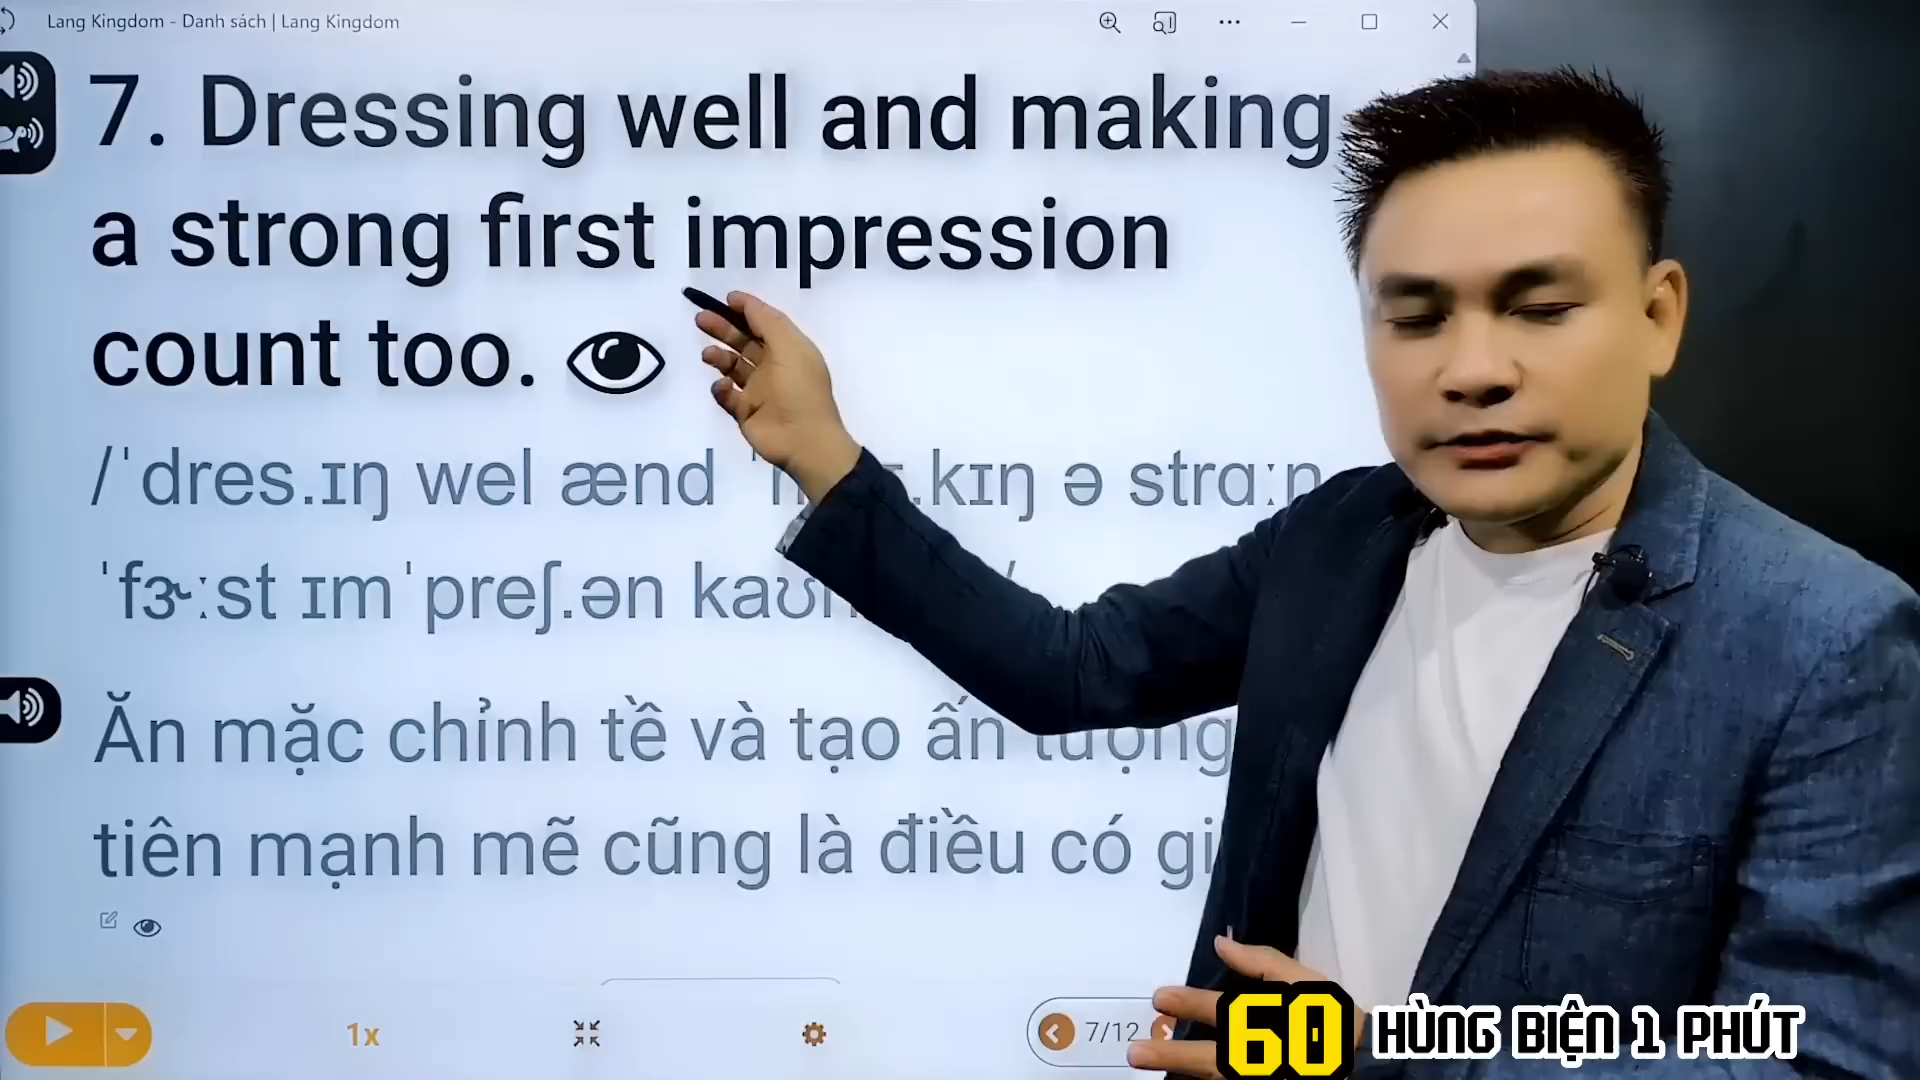 Lang Kingdom - Danh sách | Lang Kingdom
7. Dressing well and making
a strong first impression
count too.
/ˈdres.ɪŋ wel ænd .kɪŋ ə strɑːn
ˈfɝːst ɪmˈpreʃ.ən
Ăn mặc chỉnh tề và tạo ấn tượng
tiên mạnh mẽ cũng là điều có
1x
7/12
60 HÙNG BIỆN 1 PHÚT